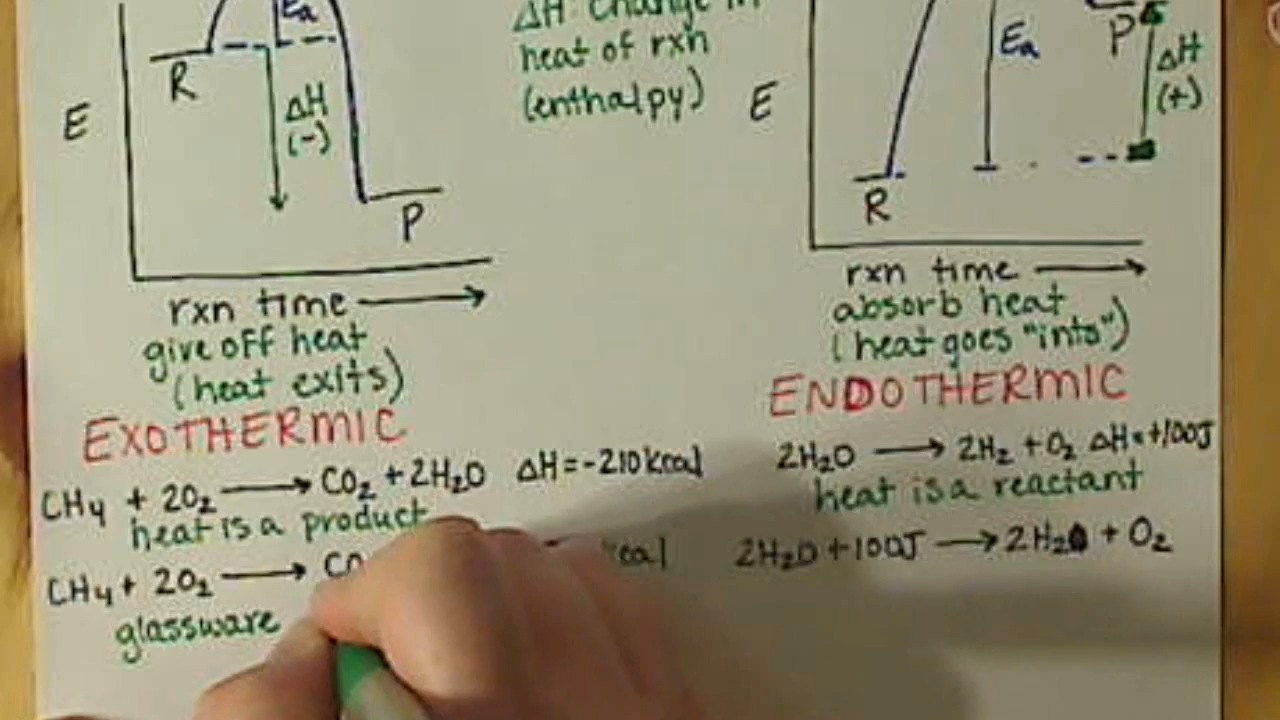 Ea
R
E
ΔH
(-)
P
rxn time
give off heat
(heat exits)
EXOTHERMIC
CH4 + 2O2 → CO2 + 2H2O ΔH = -210 kcal
heat is a product
CH4 + 2O2 → CO
glassware
ΔH: change in
heat of rxn
(enthalpy)
E
Ea
P
ΔH
(+)
R
rxn time
absorb heat
(heat goes "into")
ENDOTHERMIC
2H2O → 2H2 + O2 ΔH = +100J
heat is a reactant
2H2O + 100J → 2H2 + O2